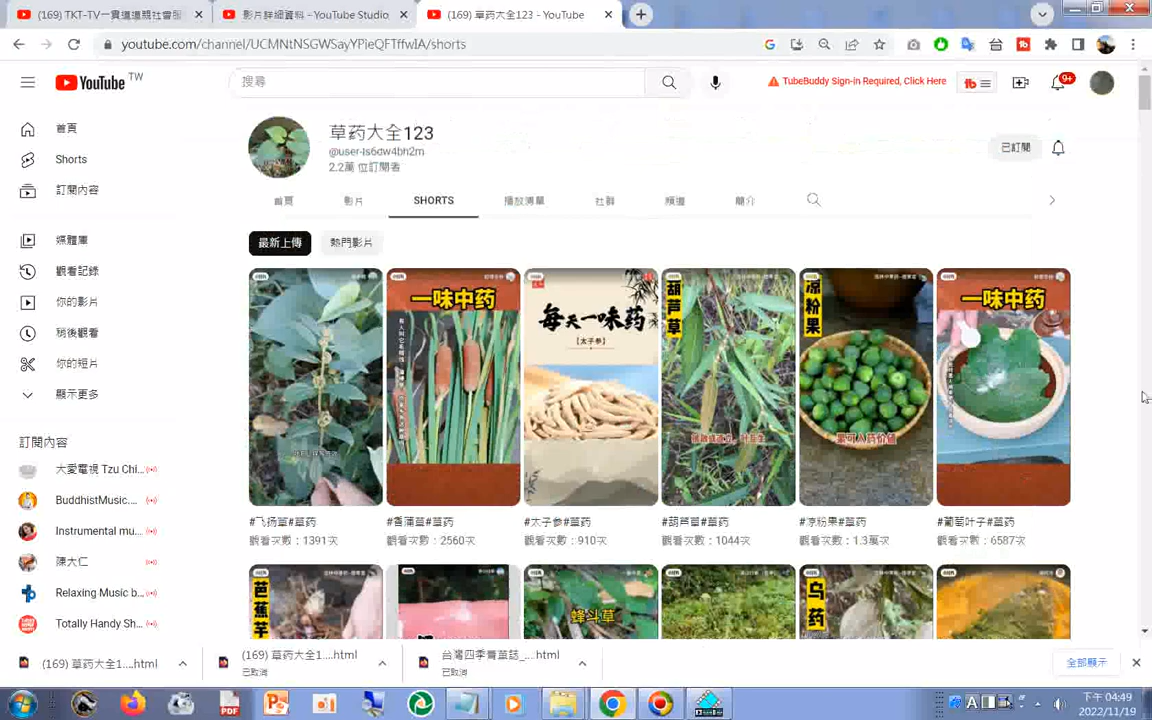 (169) TKT-TV一貫道道親社會服
影片詳細資料 - YouTube Studio
(169) 草药大全123 - YouTube
youtube.com/channel/UCMNtNSGWSayYPieQFTffwIA/shorts
YouTube TW
搜尋
TubeBuddy Sign-in Required, Click Here
9+
首頁
Shorts
訂閱內容
媒體庫
觀看記錄
你的影片
稍後觀看
你的短片
顯示更多
訂閱內容
大愛電視 Tzu Chi...
BuddhistMusic....
Instrumental mu...
陳大仁
Relaxing Music b...
Totally Handy Sh...
草药大全123
@user-ls6dw4bh2m
2.2萬 位訂閱者
已訂閱
首頁 影片 SHORTS 播放清單 社群 頻道 簡介
最新上傳 熱門影片
一味中药
每天一味药
【太子参】
葫芦草
凉粉果
果可入药价值
一味中药
#飞扬草#草药
觀看次數：1391次
#香蒲草#草药
觀看次數：2560次
#太子参#草药
觀看次數：910次
#葫芦草#草药
觀看次數：1044次
#凉粉果#草药
觀看次數：1.3萬次
#葡萄叶子#草药
觀看次數：6587次
芭蕉芋
蜂斗草
乌药
(169) 草药大全1....html
(169) 草药大全1....html
已取消
台灣四季青草誌_....html
已取消
全部顯示
PDF
下午 04:49
2022/11/19